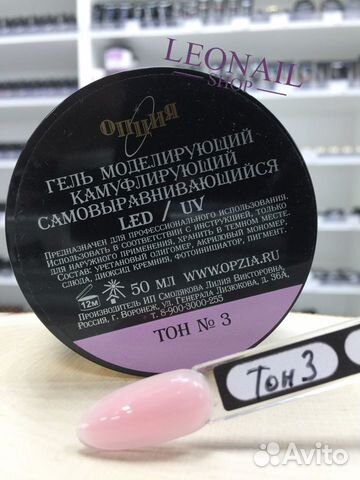 LEONAIL
SHOP
ОПЦИЯ
ГЕЛЬ МОДЕЛИРУЮЩИЙ
КАМУФЛИРУЮЩИЙ
САМОВЫРАВНИВАЮЩИЙСЯ
LED / UV
ПРЕДНАЗНАЧЕН ДЛЯ ПРОФЕССИОНАЛЬНОГО ИСПОЛЬЗОВАНИЯ.
ИСПОЛЬЗОВАТЬ В СООТВЕТСТВИИ С ИНСТРУКЦИЕЙ, ТОЛЬКО
ДЛЯ НАРУЖНОГО ПРИМЕНЕНИЯ, ХРАНИТЬ В ТЕМНОМ МЕСТЕ.
СОСТАВ: УРЕТАНОВЫЙ ОЛИГОМЕР, АКРИЛОВЫЙ МОНОМЕР,
СЛЮДА, ДИОКСИД КРЕМНИЯ, ФОТОИНИЦИАТОР, ПИГМЕНТ.
12М 50 МЛ WWW.OPZIA.RU
ПРОИЗВОДИТЕЛЬ ИП СМОЛЯКОВА ЛИЛИЯ ВИКТОРОВНА,
РОССИЯ, Г. ВОРОНЕЖ, УЛ. ГЕНЕРАЛА ЛИЗЮКОВА, Д. 36А,
Т. 8-900-3000-255
ТОН № 3
Тон 3
Avito